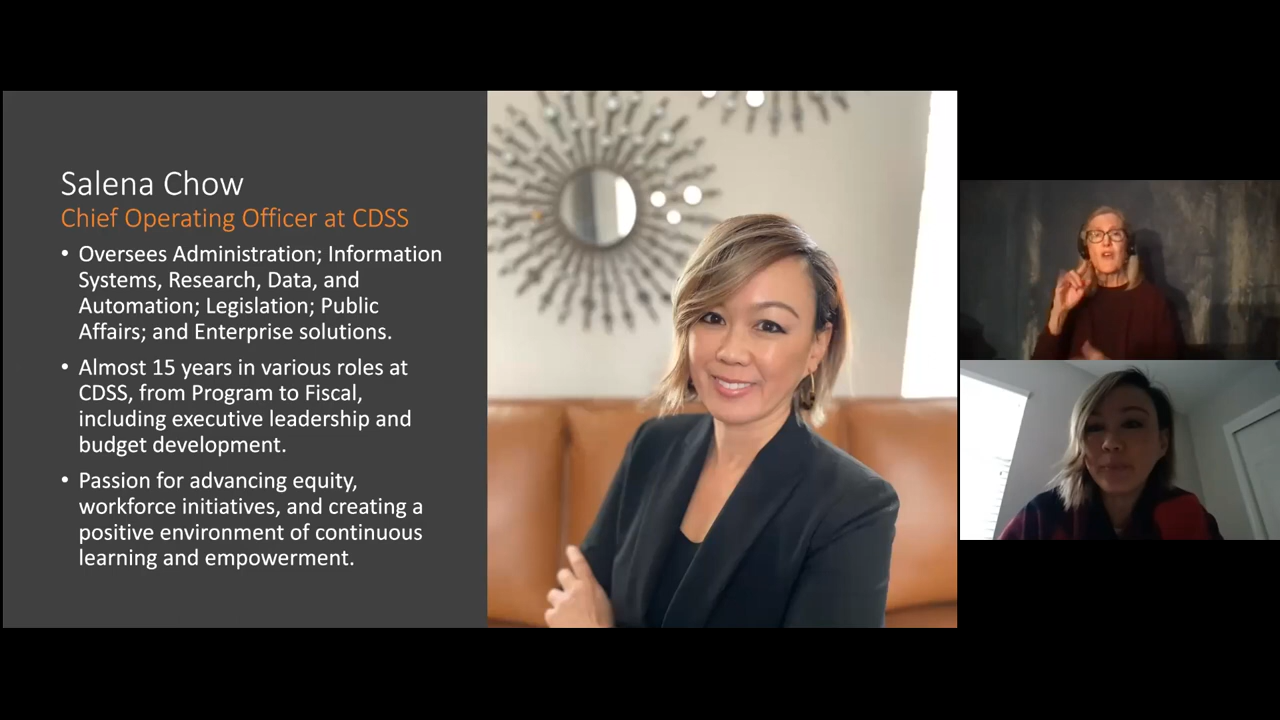 Salena Chow
Chief Operating Officer at CDSS
• Oversees Administration; Information
Systems, Research, Data, and
Automation; Legislation; Public
Affairs; and Enterprise solutions.
• Almost 15 years in various roles at
CDSS, from Program to Fiscal,
including executive leadership and
budget development.
• Passion for advancing equity,
workforce initiatives, and creating a
positive environment of continuous
learning and empowerment.